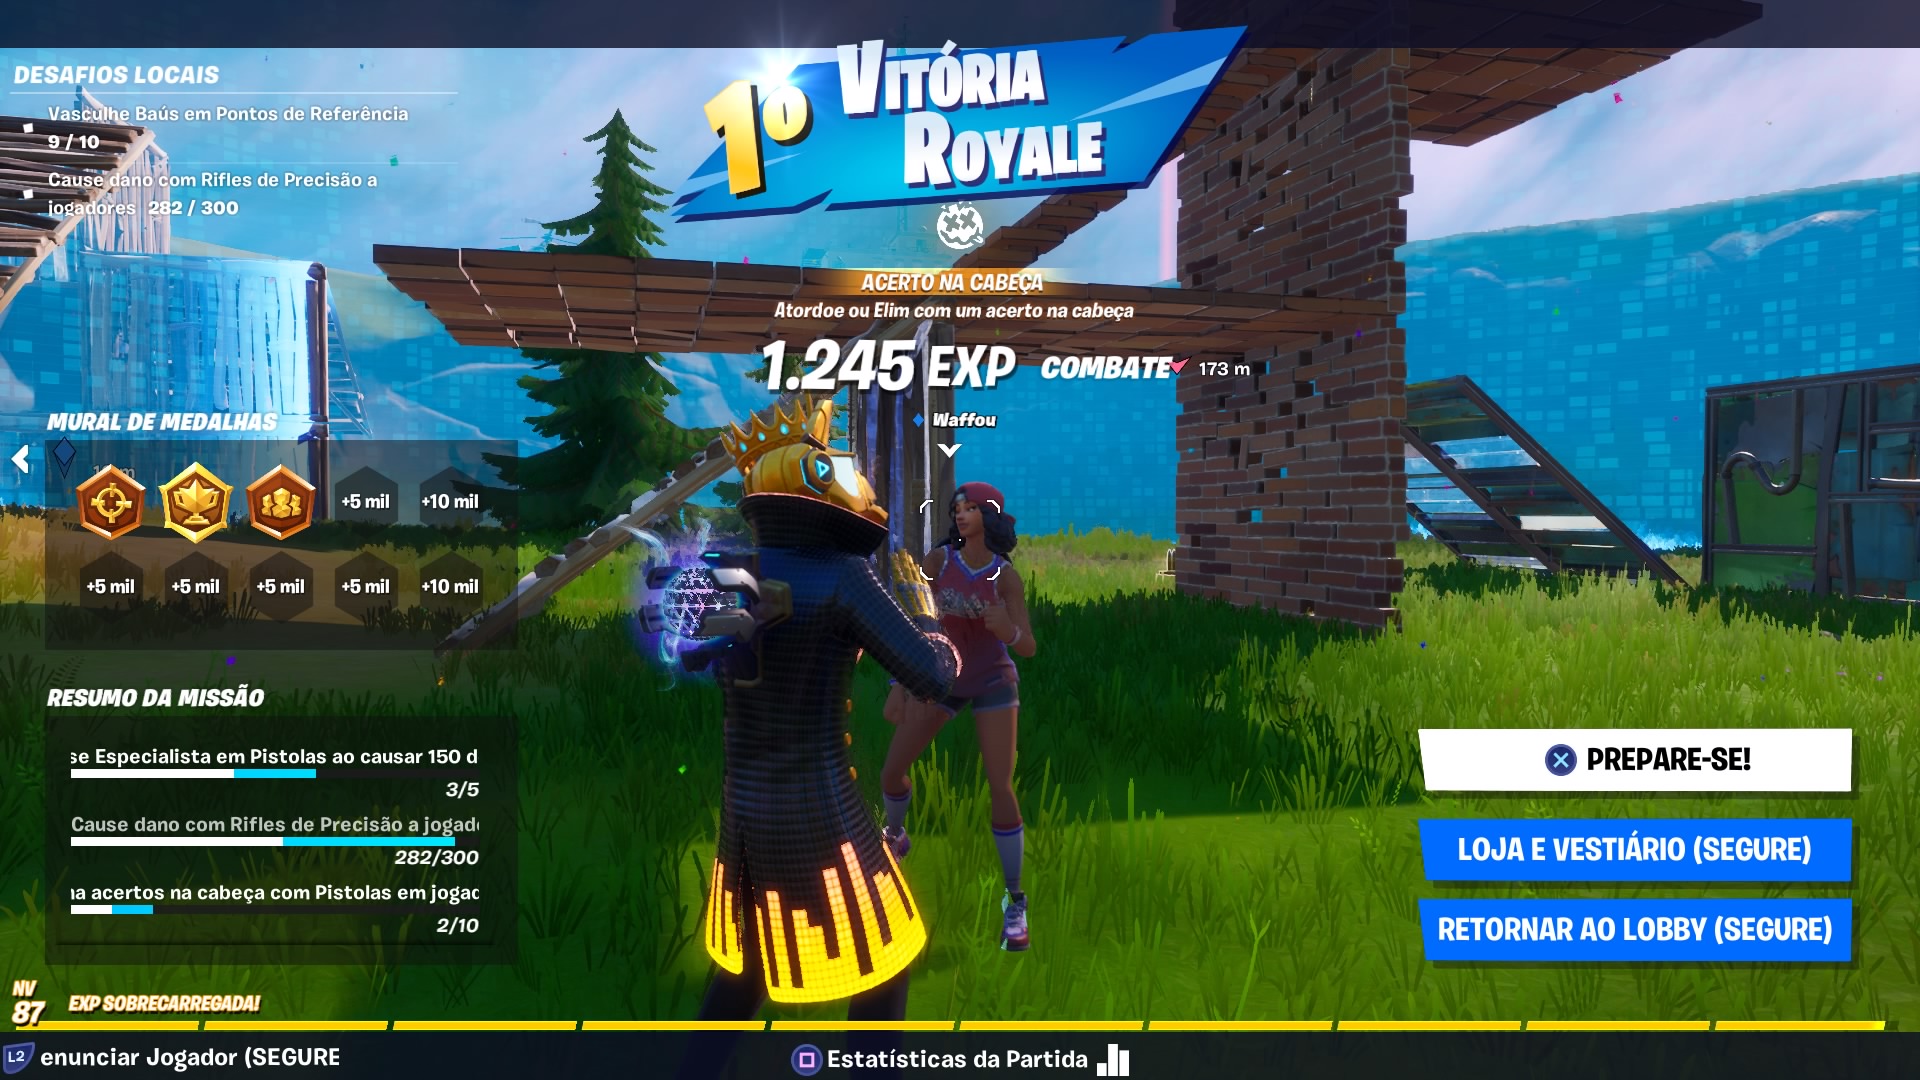 DESAFIOS LOCAIS
Vasculhe Baús em Pontos de Referência
9 / 10
Cause dano com Rifles de Precisão a
jogadores 282 / 300
1º VITÓRIA
ROYALE
ACERTO NA CABEÇA
Atordoe ou Elim com um acerto na cabeça
1.245 EXP COMBATE
173 m
Waffou
MURAL DE MEDALHAS
+5 mil +10 mil
+5 mil +5 mil +5 mil +5 mil +10 mil
RESUMO DA MISSÃO
se Especialista em Pistolas ao causar 150 d
3/5
Cause dano com Rifles de Precisão a jogad
282/300
a acertos na cabeça com Pistolas em jogad
2/10
PREPARE-SE!
LOJA E VESTIÁRIO (SEGURE)
RETORNAR AO LOBBY (SEGURE)
NV
87
EXP SOBRECARREGADA!
L2 enunciar Jogador (SEGURE
Estatísticas da Partida